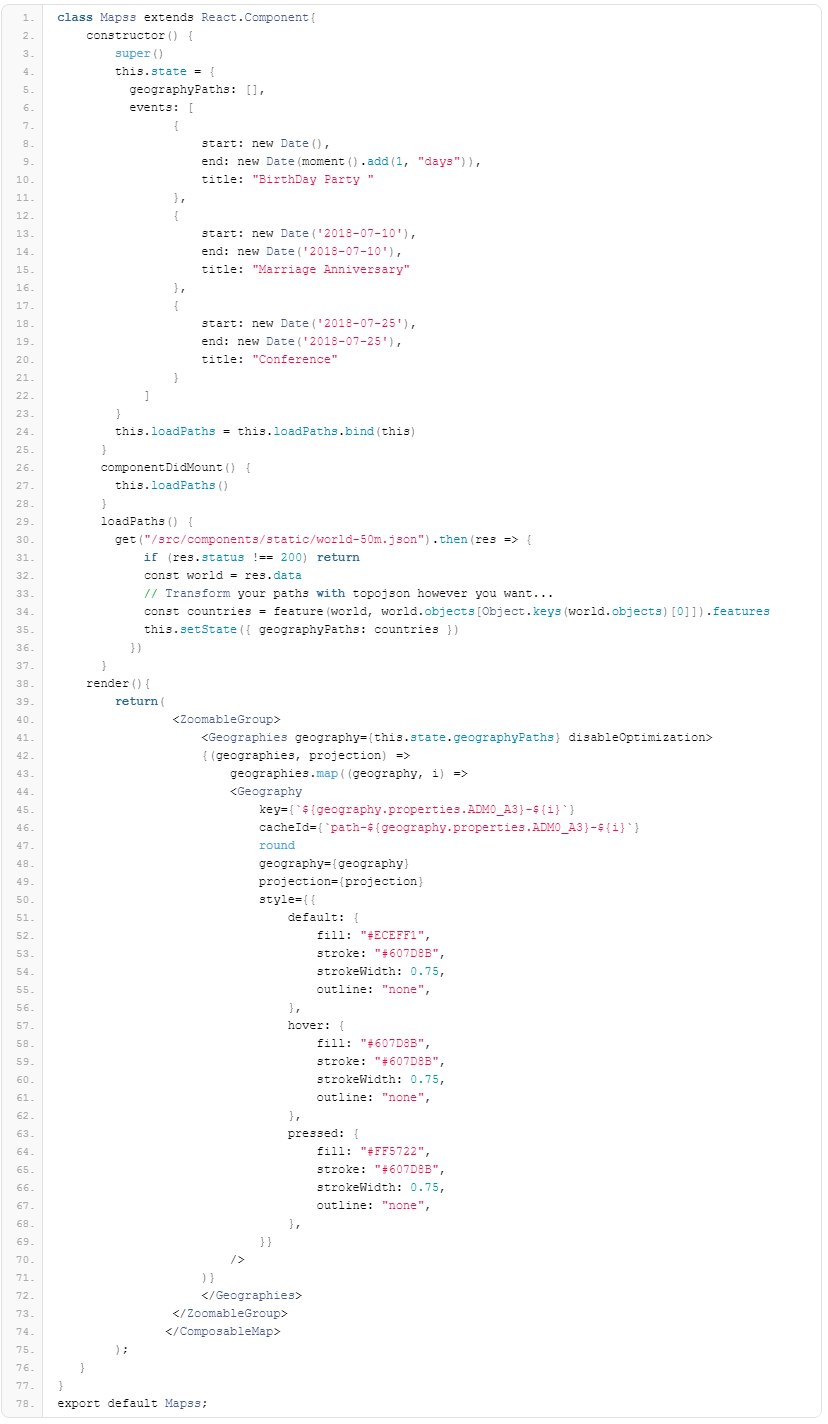 1. class Mapss extends React.Component{
2. constructor() {
3. super()
4. this.state = {
5. geographyPaths: [],
6. events: [
7. {
8. start: new Date(),
9. end: new Date(moment().add(1, "days")),
10. title: "BirthDay Party "
11. },
12. {
13. start: new Date('2018-07-10'),
14. end: new Date('2018-07-10'),
15. title: "Marriage Anniversary"
16. },
17. {
18. start: new Date('2018-07-25'),
19. end: new Date('2018-07-25'),
20. title: "Conference"
21. }
22. ]
23. }
24. this.loadPaths = this.loadPaths.bind(this)
25. }
26. componentDidMount() {
27. this.loadPaths()
28. }
29. loadPaths() {
30. get("/src/components/static/world-50m.json").then(res => {
31. if (res.status !== 200) return
32. const world = res.data
33. // Transform your paths with topojson however you want...
34. const countries = feature(world, world.objects[Object.keys(world.objects)[0]]).features
35. this.setState({ geographyPaths: countries })
36. })
37. }
38. render(){
39. return(
40. <ZoomableGroup>
41. <Geographies geography={this.state.geographyPaths} disableOptimization>
42. {(geographies, projection) =>
43. geographies.map((geography, i) =>
44. <Geography
45. key={`${geography.properties.ADM0_A3}-${i}`}
46. cacheId={`path-${geography.properties.ADM0_A3}-${i}`}
47. round
48. geography={geography}
49. projection={projection}
50. style={{
51. default: {
52. fill: "#ECEFF1",
53. stroke: "#607D8B",
54. strokeWidth: 0.75,
55. outline: "none",
56. },
57. hover: {
58. fill: "#607D8B",
59. stroke: "#607D8B",
60. strokeWidth: 0.75,
61. outline: "none",
62. },
63. pressed: {
64. fill: "#FF5722",
65. stroke: "#607D8B",
66. strokeWidth: 0.75,
67. outline: "none",
68. },
69. }}
70. />
71. )}
72. </Geographies>
73. </ZoomableGroup>
74. </ComposableMap>
75. );
76. }
77. }
78. export default Mapss;